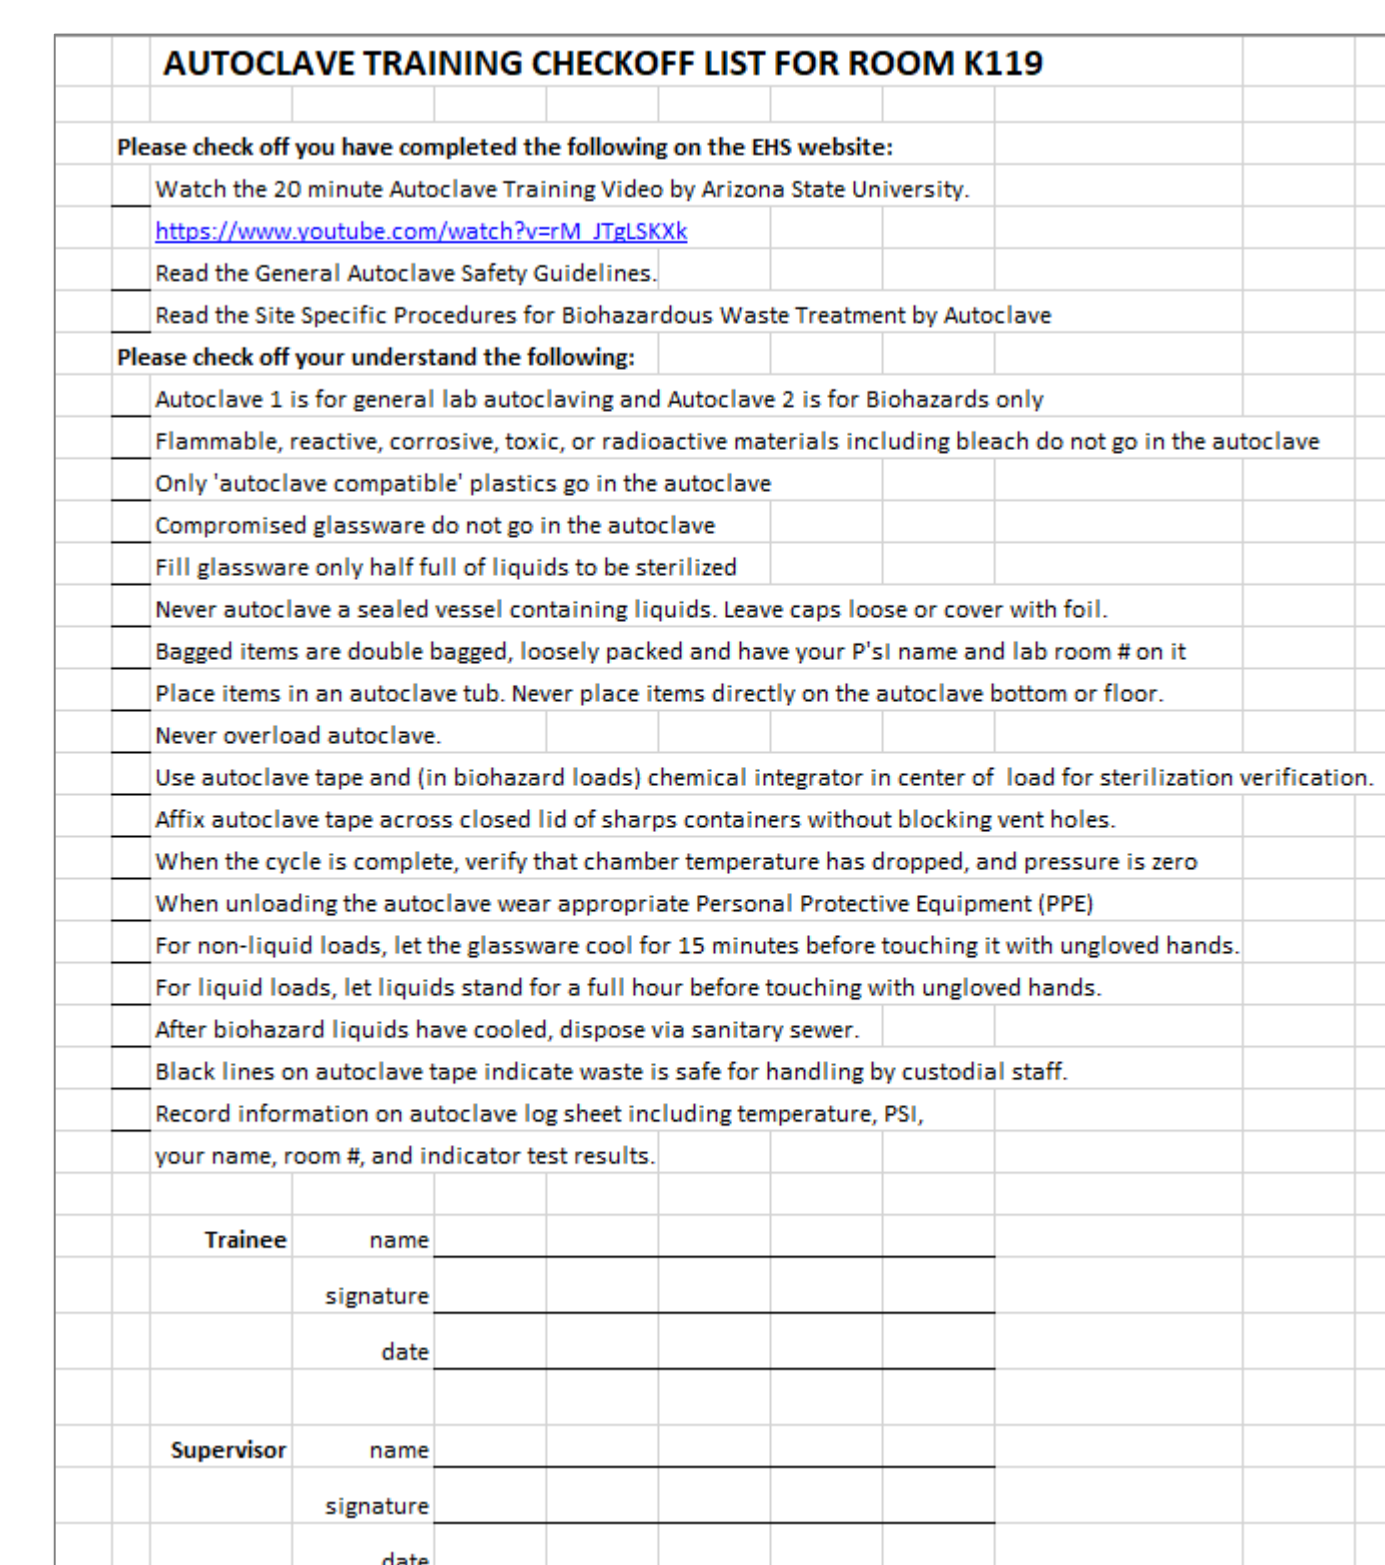 AUTOCLAVE TRAINING CHECKOFF LIST FOR ROOM K119
Please check off you have completed the following on the EHS website:
Watch the 20 minute Autoclave Training Video by Arizona State University.
https://www.youtube.com/watch?v=rM_JTgLSKXk
Read the General Autoclave Safety Guidelines.
Read the Site Specific Procedures for Biohazardous Waste Treatment by Autoclave
Please check off your understand the following:
Autoclave 1 is for general lab autoclaving and Autoclave 2 is for Biohazards only
Flammable, reactive, corrosive, toxic, or radioactive materials including bleach do not go in the autoclave
Only 'autoclave compatible' plastics go in the autoclave
Compromised glassware do not go in the autoclave
Fill glassware only half full of liquids to be sterilized
Never autoclave a sealed vessel containing liquids. Leave caps loose or cover with foil.
Bagged items are double bagged, loosely packed and have your P'sI name and lab room # on it
Place items in an autoclave tub. Never place items directly on the autoclave bottom or floor.
Never overload autoclave.
Use autoclave tape and (in biohazard loads) chemical integrator in center of  load for sterilization verification.
Affix autoclave tape across closed lid of sharps containers without blocking vent holes.
When the cycle is complete, verify that chamber temperature has dropped, and pressure is zero
When unloading the autoclave wear appropriate Personal Protective Equipment (PPE)
For non-liquid loads, let the glassware cool for 15 minutes before touching it with ungloved hands.
For liquid loads, let liquids stand for a full hour before touching with ungloved hands.
After biohazard liquids have cooled, dispose via sanitary sewer.
Black lines on autoclave tape indicate waste is safe for handling by custodial staff.
Record information on autoclave log sheet including temperature, PSI,
your name, room #, and indicator test results.
Trainee name
signature
date
Supervisor name
signature
date